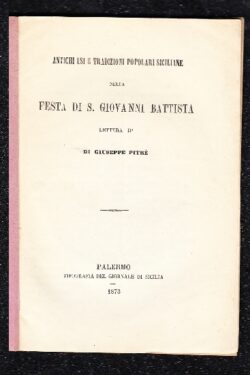 ANTICHI USI E TRADIZIONI POPOLARI SICILIANE
NELLA
FESTA DI S. GIOVANNI BATTISTA
LETTERA
DI GIUSEPPE PITRÈ
PALERMO
TIPOGRAFIA DEL GIORNALE DI SICILIA
1873